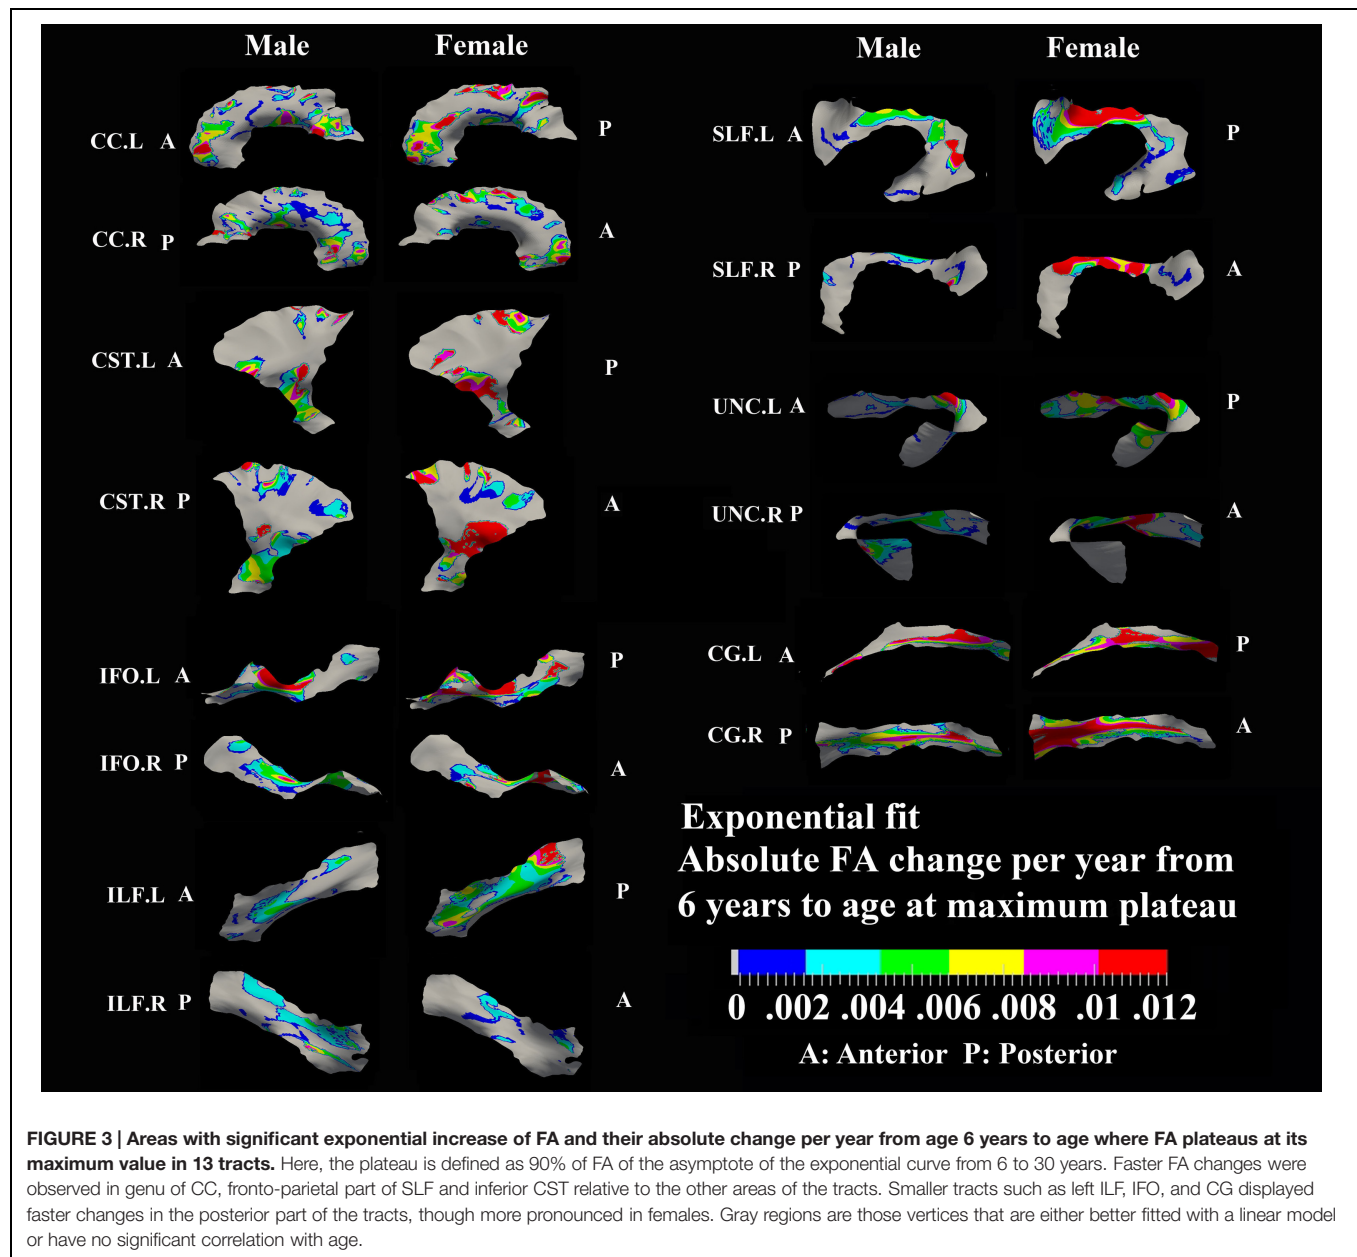 Male Female
CC.L A P
CC.R P A
CST.L A P
CST.R P A
IFO.L A P
IFO.R P A
ILF.L A P
ILF.R P A
Male Female
SLF.L A P
SLF.R P A
UNC.L A P
UNC.R P A
CG.L A P
CG.R P A
Exponential fit
Absolute FA change per year from
6 years to age at maximum plateau
0 .002 .004 .006 .008 .01 .012
A: Anterior P: Posterior
FIGURE 3 | Areas with significant exponential increase of FA and their absolute change per year from age 6 years to age where FA plateaus at its
maximum value in 13 tracts. Here, the plateau is defined as 90% of FA of the asymptote of the exponential curve from 6 to 30 years. Faster FA changes were
observed in genu of CC, fronto-parietal part of SLF and inferior CST relative to the other areas of the tracts. Smaller tracts such as left ILF, IFO, and CG displayed
faster changes in the posterior part of the tracts, though more pronounced in females. Gray regions are those vertices that are either better fitted with a linear model
or have no significant correlation with age.